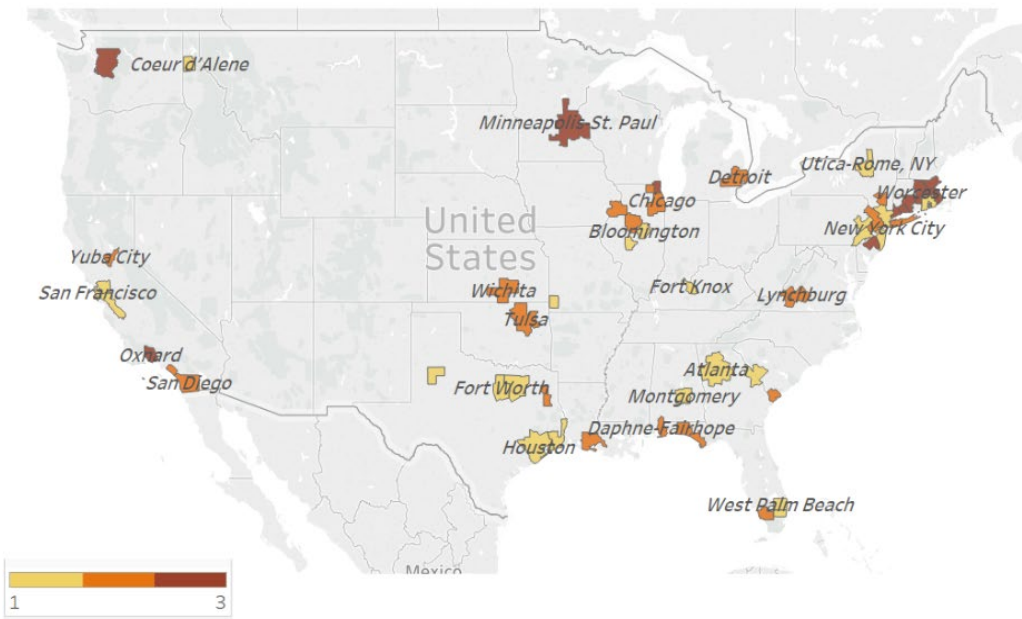 Coeur d'Alene
Minneapolis-St. Paul
Utica-Rome, NY
Detroit
Worcester
Chicago
United
States
New York City
Bloomington
Yuba City
San Francisco
Wichita
Fort Knox
Lynchburg
Tulsa
Oxnard
San Diego
Atlanta
Fort Worth
Montgomery
Daphne-Fairhope
Houston
West Palm Beach
Mexico
1
3